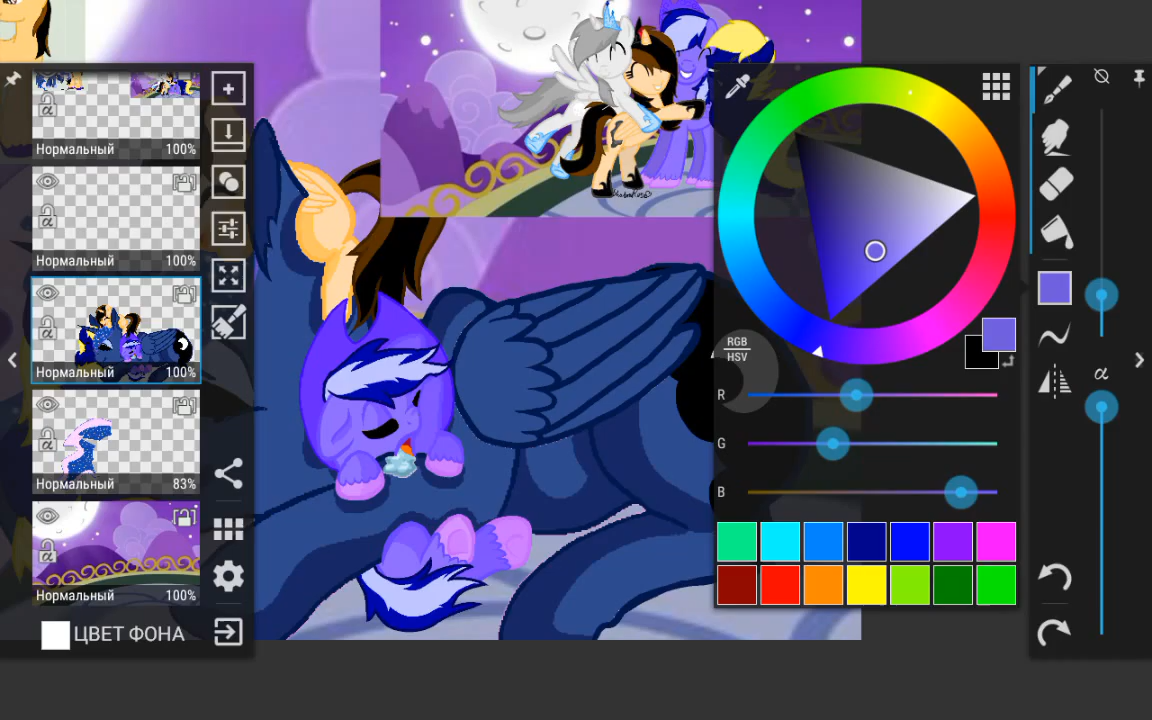 Нормальный 100%
Нормальный 100%
Нормальный 100%
Нормальный 83%
Нормальный 100%
ЦВЕТ ФОНА
RGB
HSV
R
G
B
α